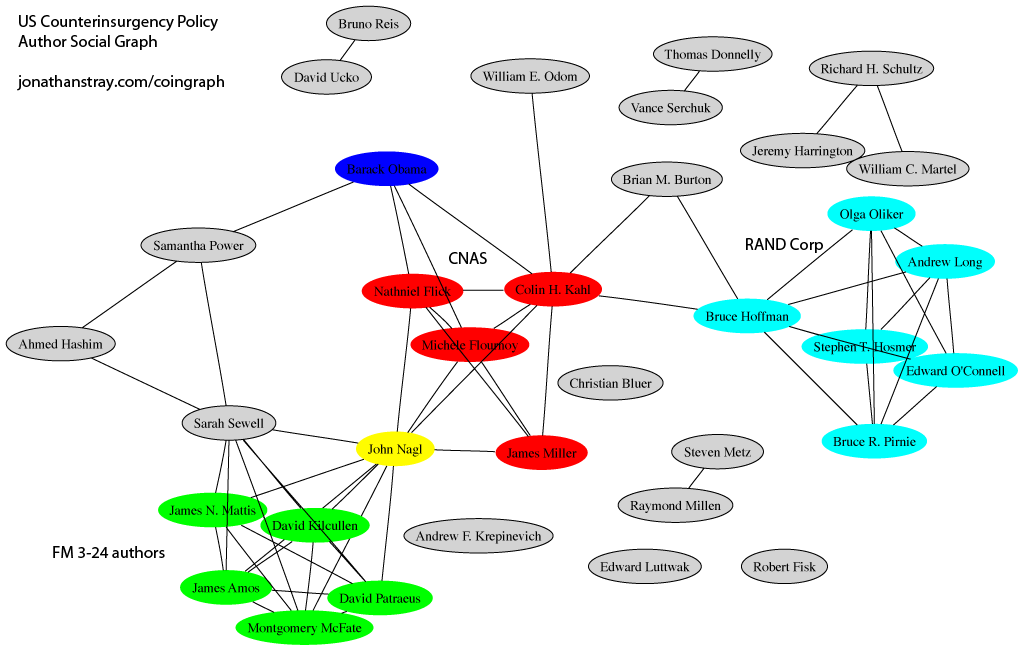 US Counterinsurgency Policy
Author Social Graph
jonathanstray.com/coingraph
Bruno Reis
David Ucko
William E. Odom
Thomas Donnelly
Vance Serchuk
Richard H. Schultz
Jeremy Harrington
William C. Martel
Barack Obama
Brian M. Burton
Olga Oliker
Samantha Power
CNAS
RAND Corp
Andrew Long
Nathniel Flick
Colin H. Kahl
Bruce Hoffman
Ahmed Hashim
Michele Flournoy
Stephen T. Hosmer
Edward O'Connell
Christian Bluer
Sarah Sewell
John Nagl
James Miller
Bruce R. Pirnie
Steven Metz
James N. Mattis
David Kilcullen
Raymond Millen
Andrew F. Krepinevich
FM 3-24 authors
Edward Luttwak
Robert Fisk
James Amos
David Patraeus
Montgomery McFate